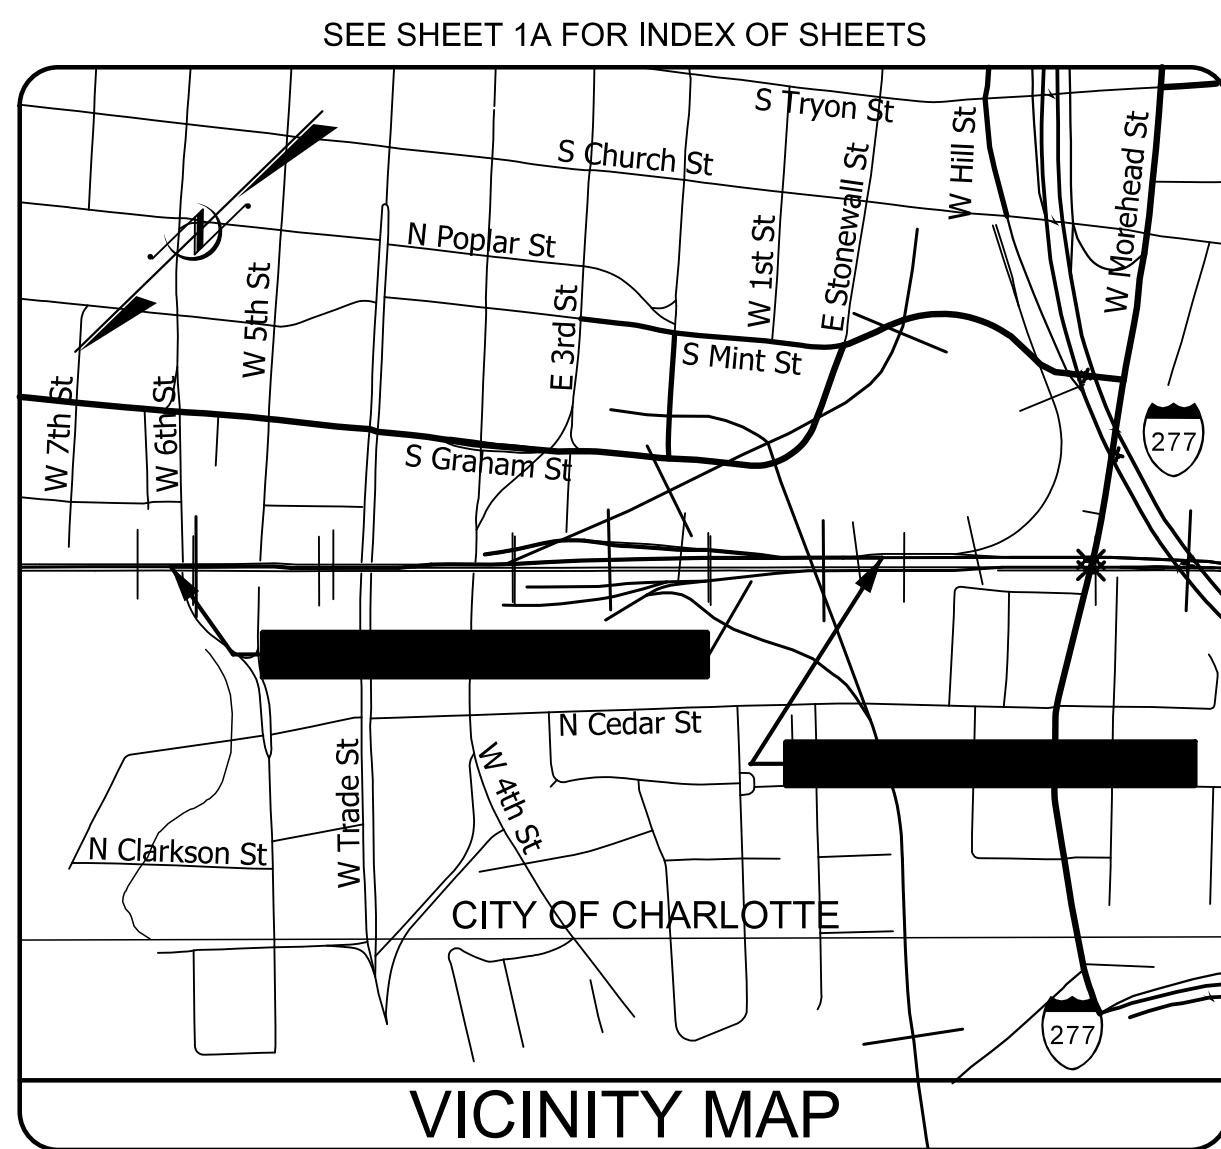 SEE SHEET 1A FOR INDEX OF SHEETS
S Tryon St
S Church St
W Hill St
W Morehead St
N Poplar St
W 1st St
E Stonewall St
W 5th St
E 3rd St
S Mint St
W 7th St
W 6th St
S Graham St
277
N Cedar St
W Trade St
W 4th St
N Clarkson St
CITY OF CHARLOTTE
277
VICINITY MAP